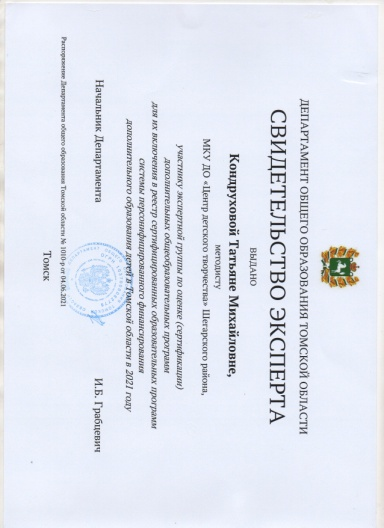 ДЕПАРТАМЕНТ ОБЩЕГО ОБРАЗОВАНИЯ ТОМСКОЙ ОБЛАСТИ
СВИДЕТЕЛЬСТВО ЭКСПЕРТА
ВЫДАНО
Кондруховой Татьяне Михайловне,
методисту
МКУ ДО «Центр детского творчества» Шегарского района,
участнику экспертной группы по оценке (сертификации)
дополнительных общеобразовательных программ
для их включения в реестр сертифицированных образовательных программ
системы персонифицированного финансирования
дополнительного образования детей в Томской области в 2021 году
Начальник Департамента И.Б. Грабцевич
Томск
Распоряжение Департамента общего образования Томской области № 1010-р от 04.06.2021